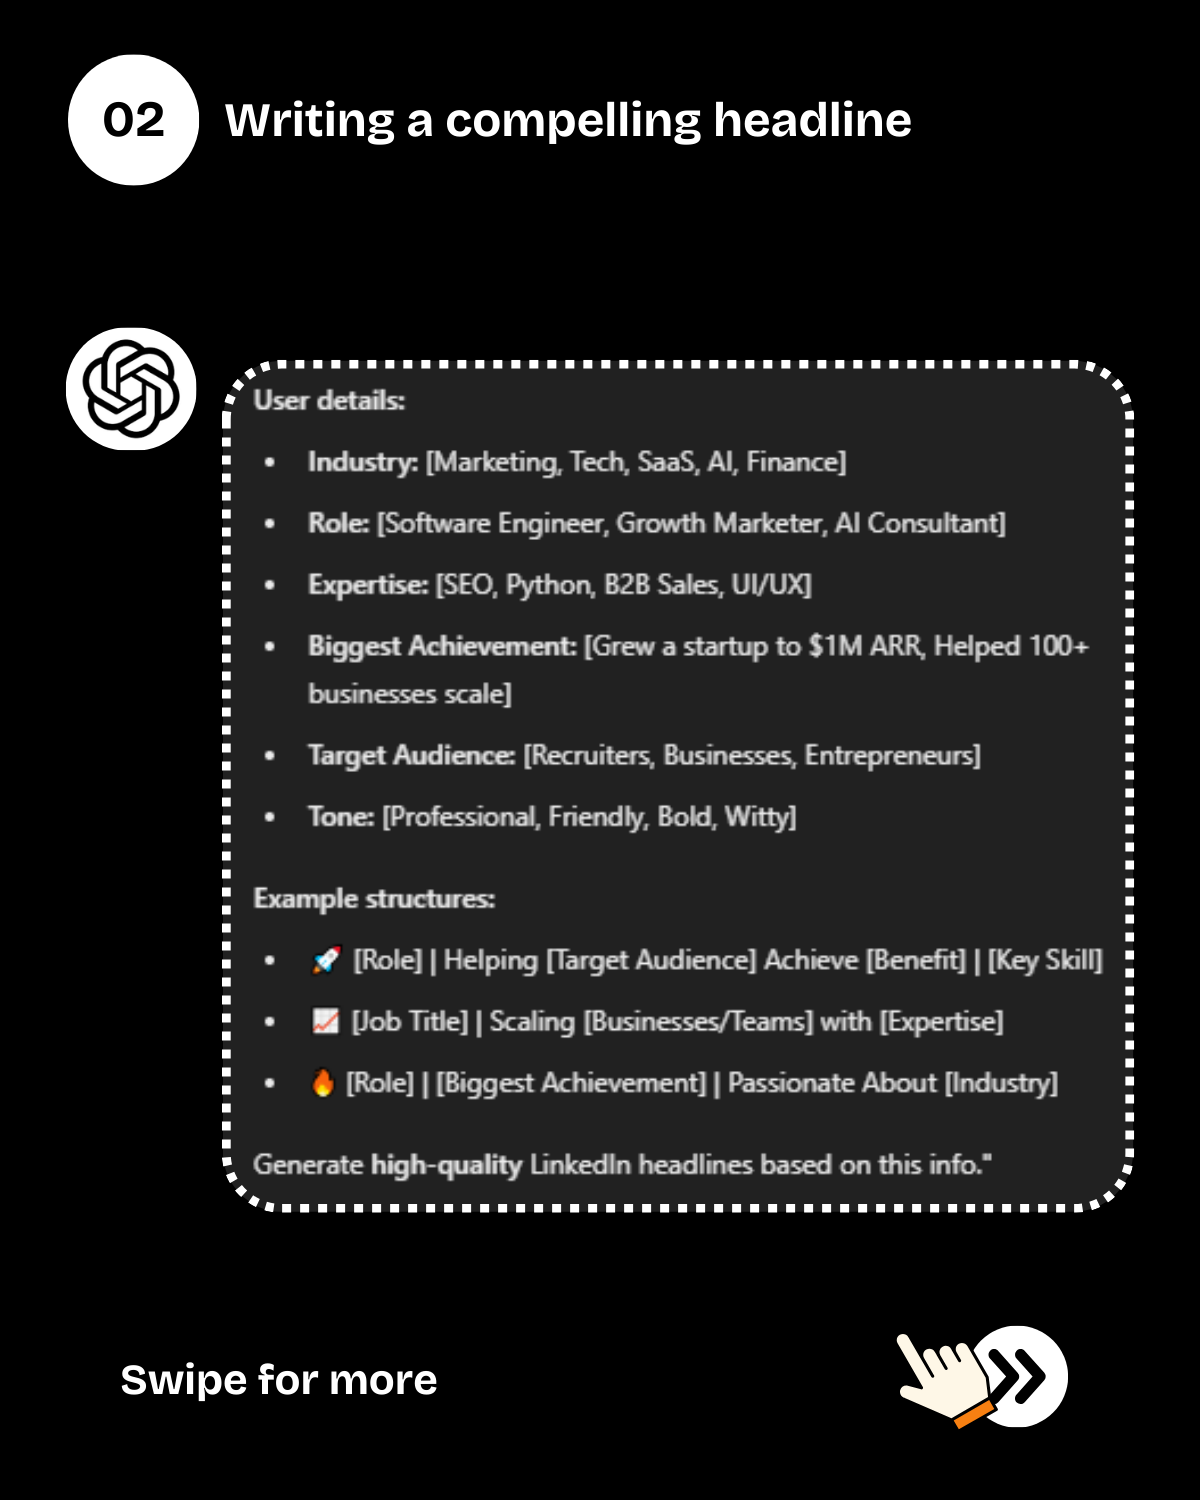 02
Writing a compelling headline
User details:
• Industry: [Marketing, Tech, SaaS, AI, Finance]
• Role: [Software Engineer, Growth Marketer, AI Consultant]
• Expertise: [SEO, Python, B2B Sales, UI/UX]
• Biggest Achievement: [Grew a startup to $1M ARR, Helped 100+
businesses scale]
• Target Audience: [Recruiters, Businesses, Entrepreneurs]
• Tone: [Professional, Friendly, Bold, Witty]
Example structures:
• 🚀 [Role] | Helping [Target Audience] Achieve [Benefit] | [Key Skill]
• 📈 [Job Title] | Scaling [Businesses/Teams] with [Expertise]
• 🔥 [Role] | [Biggest Achievement] | Passionate About [Industry]
Generate high-quality LinkedIn headlines based on this info."
Swipe for more